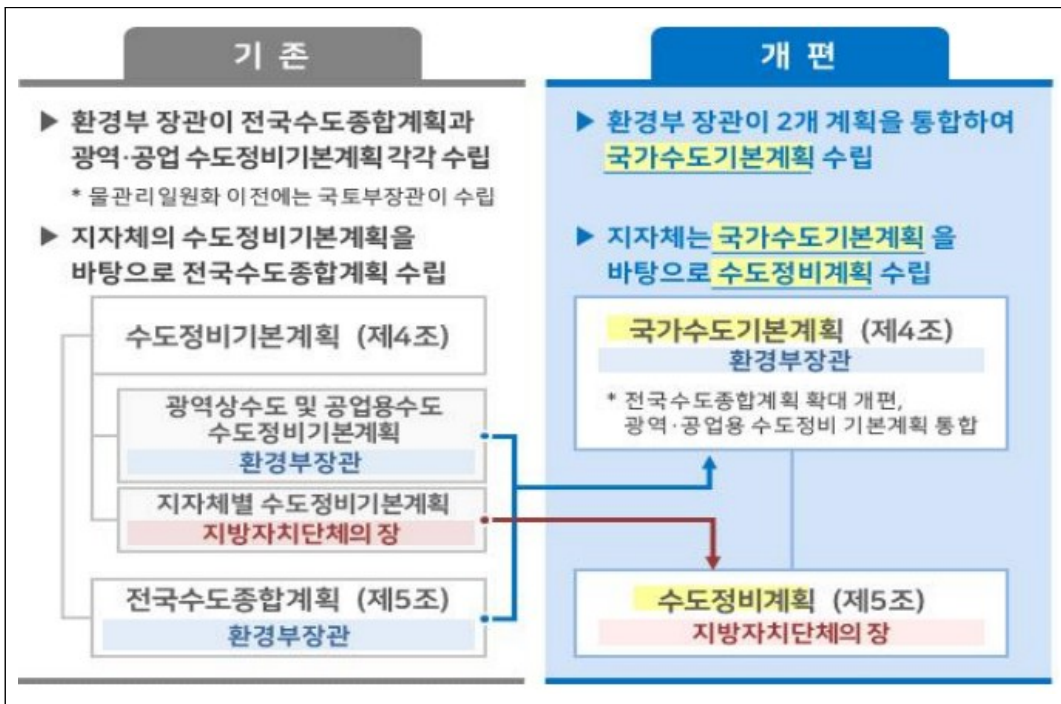 기 존
▶ 환경부 장관이 전국수도종합계획과
광역·공업 수도정비기본계획 각각 수립
* 물관리일원화 이전에는 국토부장관이 수립
▶ 지자체의 수도정비기본계획을
바탕으로 전국수도종합계획 수립
수도정비기본계획 (제4조)
광역상수도 및 공업용수도
수도정비기본계획
환경부장관
지자체별 수도정비기본계획
지방자치단체의 장
전국수도종합계획 (제5조)
환경부장관
개 편
▶ 환경부 장관이 2개 계획을 통합하여
국가수도기본계획 수립
▶ 지자체는 국가수도기본계획 을
바탕으로 수도정비계획 수립
국가수도기본계획 (제4조)
환경부장관
* 전국수도종합계획 확대 개편,
광역·공업용 수도정비 기본계획 통합
수도정비계획 (제5조)
지방자치단체의 장